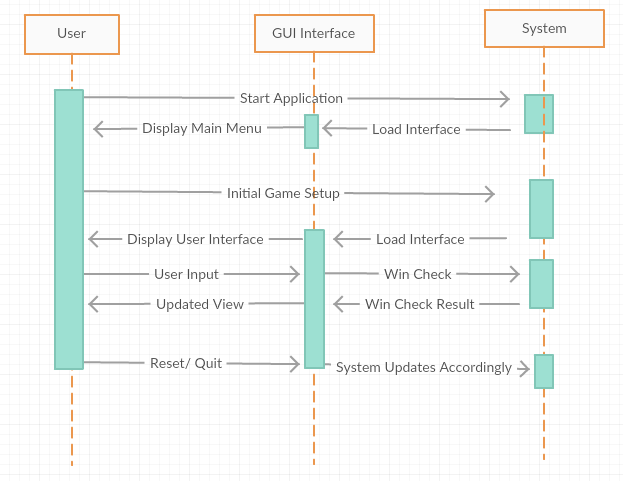 User
GUI Interface
System
Start Application
Display Main Menu
Load Interface
Initial Game Setup
Display User Interface
Load Interface
User Input
Win Check
Updated View
Win Check Result
Reset/ Quit
System Updates Accordingly